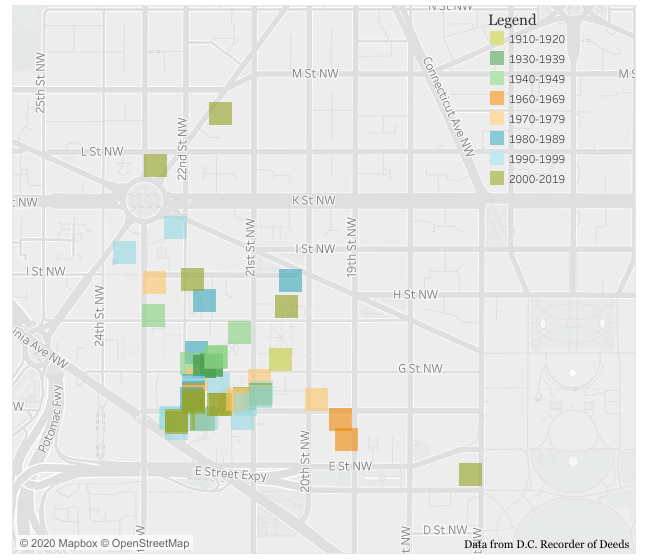 N St NW
Legend
1910-1920
1930-1939
1940-1949
1960-1969
1970-1979
1980-1989
1990-1999
2000-2019
M St NW
M S
25th St NW
Connecticut Ave NW
22nd St NW
L St NW
K St NW
: NW
21st St NW
19th St NW
I St NW
I St NW
24th St NW
H St NW
inia Ave NW
G St NW
W
Potomac Fwy
20th St NW
E Street Expy
E St NW
D St NW
NW
© 2020 Mapbox © OpenStreetMap
Data from D.C. Recorder of Deeds